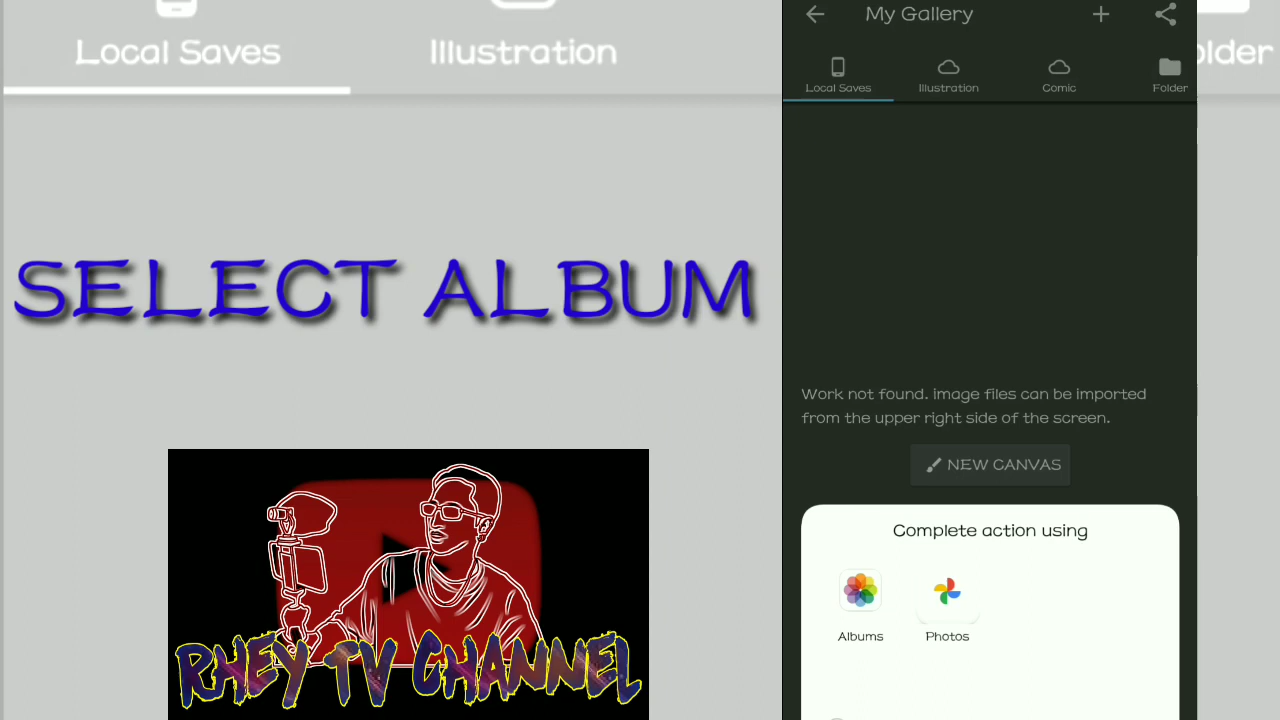 Local Saves
Illustration
SELECT ALBUM
RHEY TV CHANNEL
My Gallery
Local Saves
Illustration
Comic
Folder
Work not found. image files can be imported
from the upper right side of the screen.
NEW CANVAS
Complete action using
Albums
Photos
older